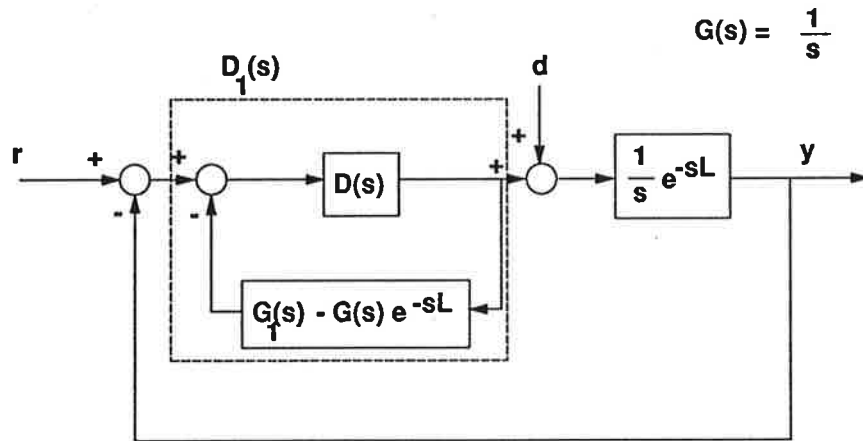 G(s) = 1/s
D1(s)
d
+
r
+
+
D(s)
+
1/s e^-sL
y
-
-
G1(s) - G(s) e^-sL